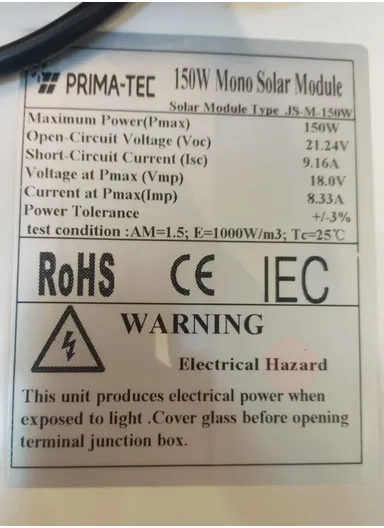 PRIMA-TEC 150W Mono Solar Module
Solar Module Type JS-M-150W
Maximum Power(Pmax) 150W
Open-Circuit Voltage (Voc) 21.24V
Short-Circuit Current (Isc) 9.16A
Voltage at Pmax (Vmp) 18.0V
Current at Pmax(Imp) 8.33A
Power Tolerance +/-3%
test condition :AM=1.5; E=1000W/m3; Tc=25℃
RoHS CE IEC
WARNING
Electrical Hazard
This unit produces electrical power when
exposed to light .Cover glass before opening
terminal junction box.